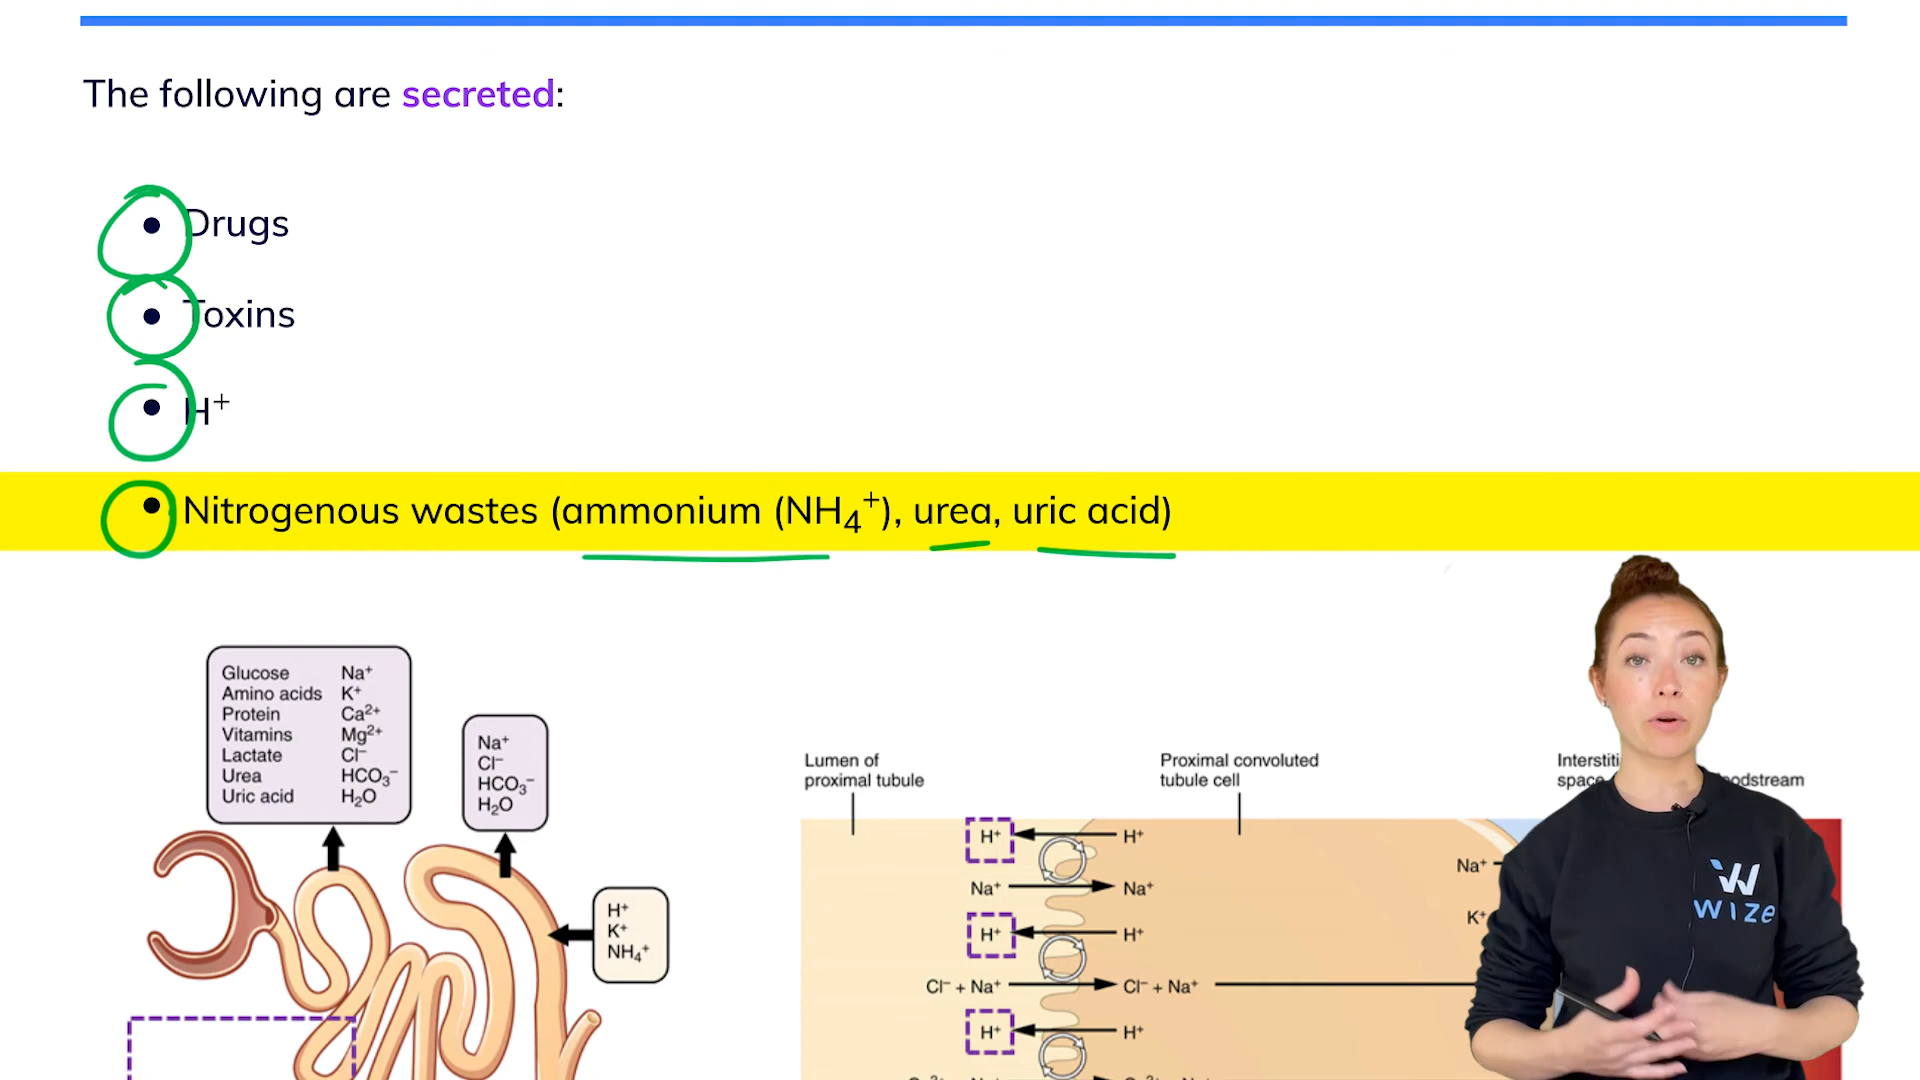 The following are secreted:
• Drugs
• Toxins
• H⁺
• Nitrogenous wastes (ammonium (NH₄⁺), urea, uric acid)
Glucose Na⁺
Amino acids K⁺
Protein Ca²⁺
Vitamins Mg²⁺
Lactate Cl⁻
Urea HCO₃⁻
Uric acid H₂O
Na⁺
Cl⁻
HCO₃⁻
H₂O
H⁺
K⁺
NH₄⁺
Lumen of
proximal tubule
Proximal convoluted
tubule cell
H⁺ H⁺
Na⁺ Na⁺
H⁺ H⁺
Cl⁻ + Na⁺ Cl⁻ + Na⁺
H⁺ H⁺
Na⁺
K⁺
space
wize